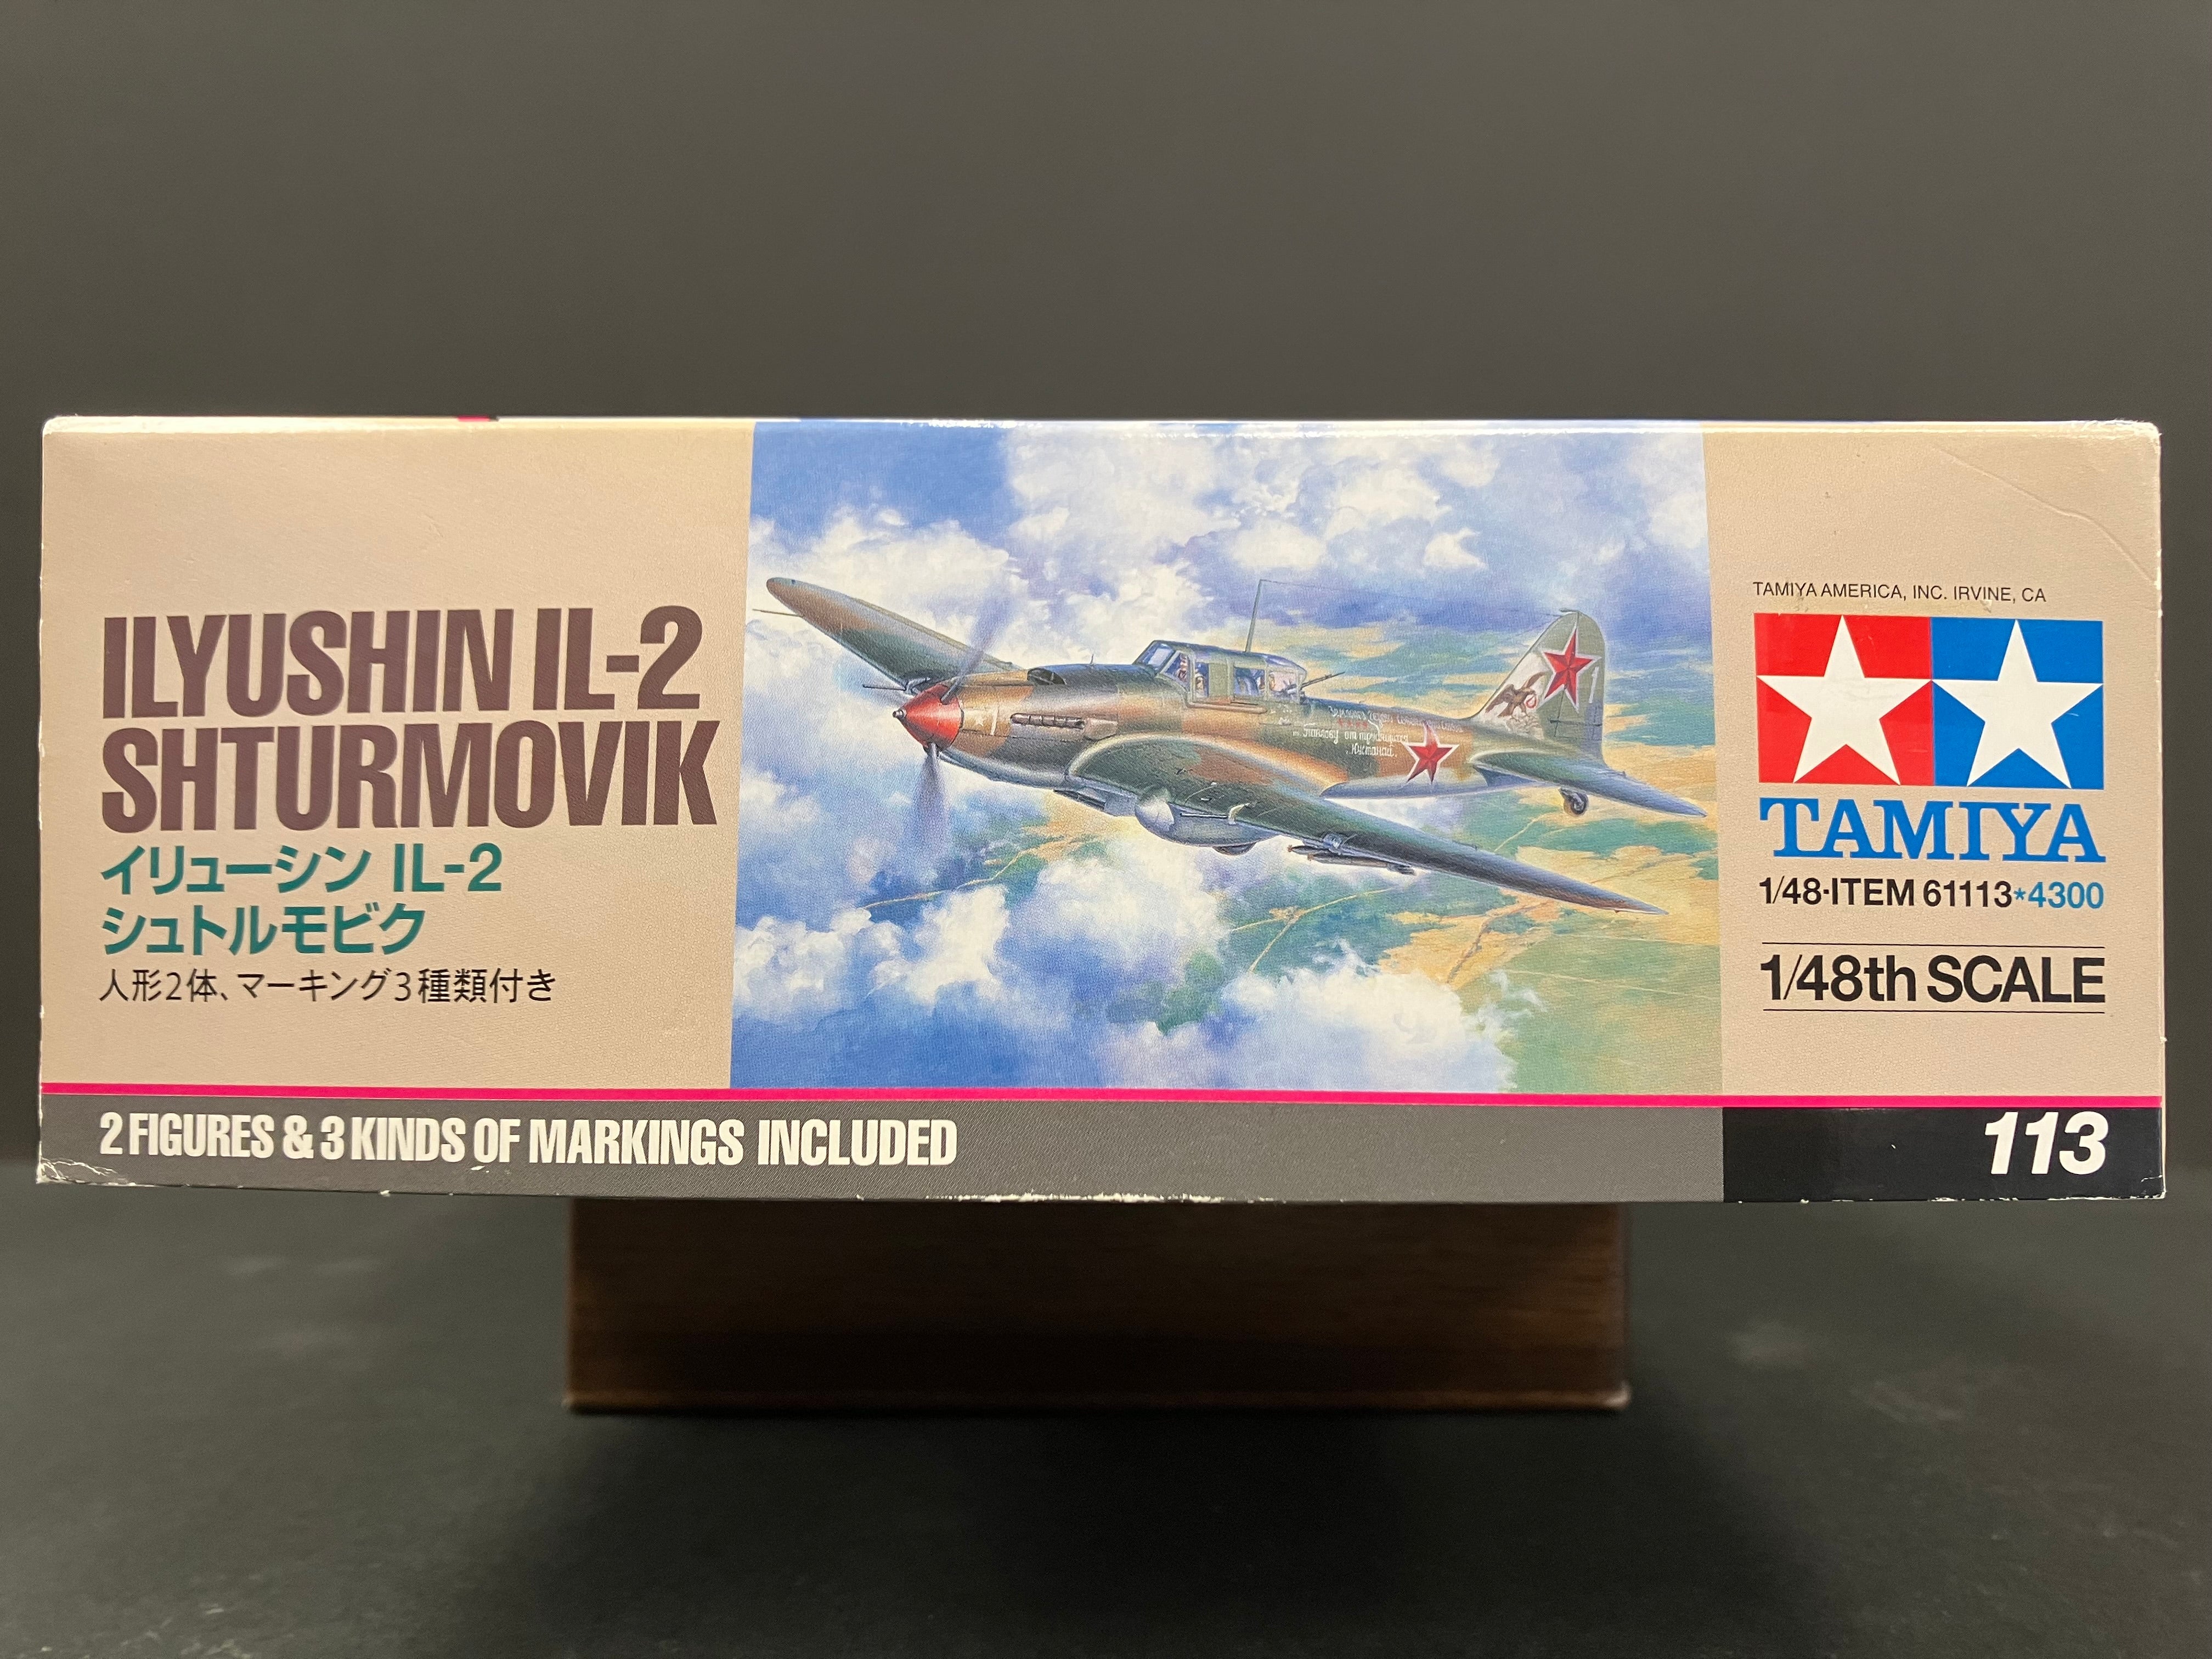 ILYUSHIN IL-2
SHTURMOVIK
イリューシン IL-2
シュトルモビク
人形2体、マーキング3種類付き
1
1
TAMIYA AMERICA, INC. IRVINE, CA
TAMIYA
1/48·ITEM 61113*4300
1/48th SCALE
2 FIGURES & 3 KINDS OF MARKINGS INCLUDED
113